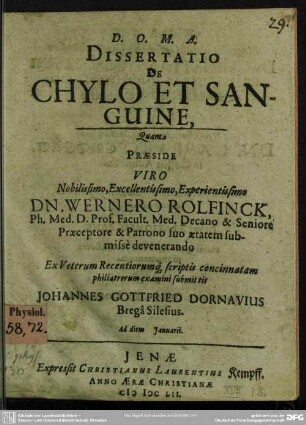 29.
D. O. M. A.
DISSERTATIO
DE
CHYLO ET SAN-
GUINE,
Quam
PRÆSIDE
VIRO
Nobilissimo, Excellentissimo, Experientissimo
DN. WERNERO ROLFINCK,
Ph. Med. D. Prof. Facult. Med. Decano & Seniore
Præceptore & Patrono suo ætatem sub-
missè devenerando
Ex Veterum Recentiorumq; scriptis concinnatam
philiatrerum examini submittit
JOHANNES GOTTFRIED DORNAVIUS
Bregâ Silesius.
Ad diem Januarii.
Physiol.
58,72.
JENÆ
Expressit CHRISTIANUS LAURENTIUS Kempff.
ANNO ÆRÆ CHRISTIANÆ
CIↃ IↃC LII.